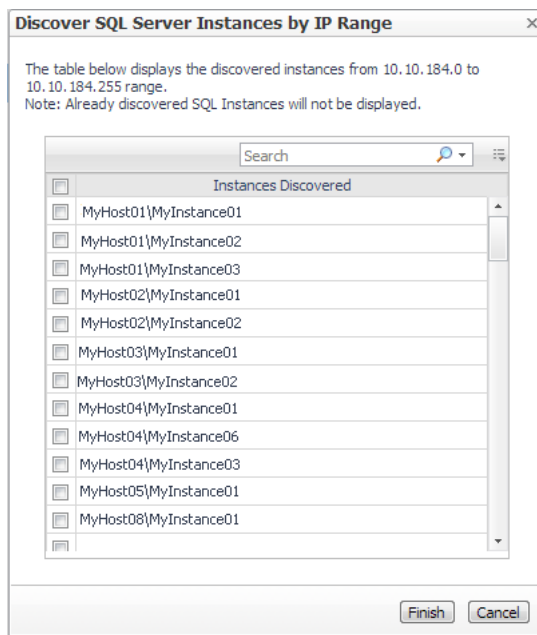 Discover SQL Server Instances by IP Range
The table below displays the discovered instances from 10.10.184.0 to
10.10.184.255 range.
Note: Already discovered SQL Instances will not be displayed.
Search
Instances Discovered
MyHost01\MyInstance01
MyHost01\MyInstance02
MyHost01\MyInstance03
MyHost02\MyInstance01
MyHost02\MyInstance02
MyHost03\MyInstance01
MyHost03\MyInstance02
MyHost04\MyInstance01
MyHost04\MyInstance06
MyHost04\MyInstance03
MyHost05\MyInstance01
MyHost08\MyInstance01
Finish Cancel